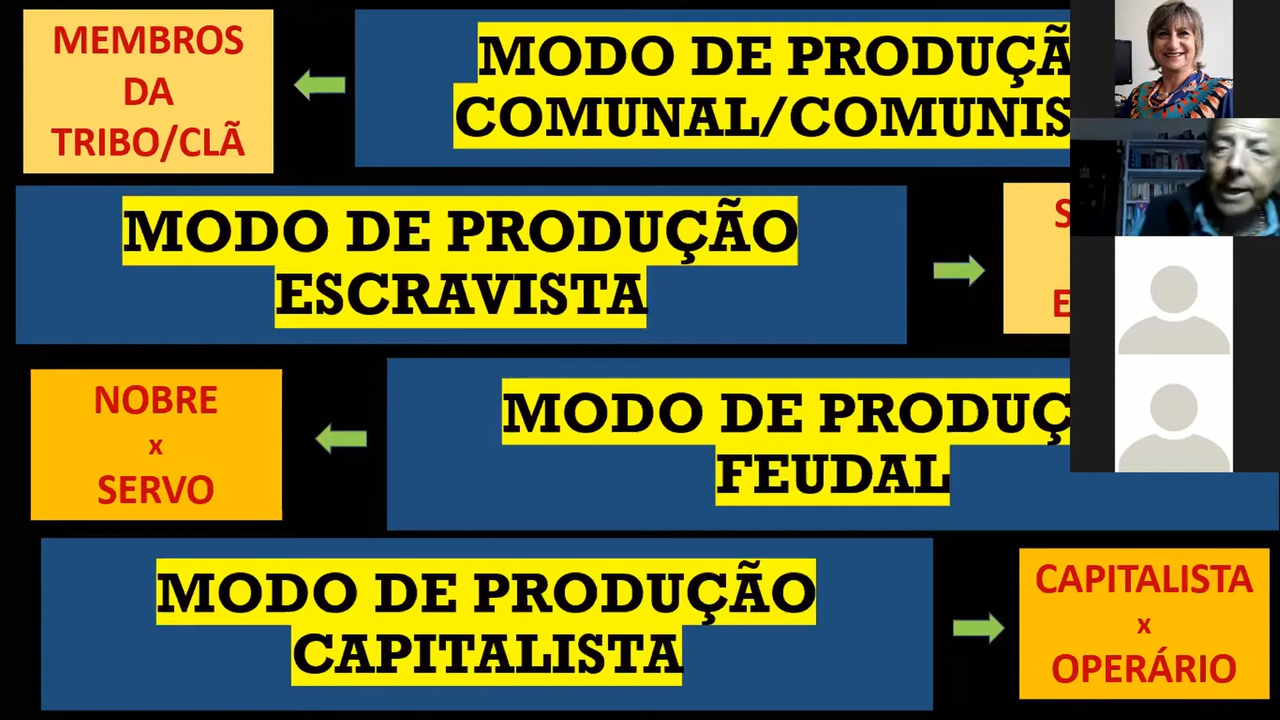 MEMBROS
DA
TRIBO/CLÃ
MODO DE PRODUÇÃ
COMUNAL/COMUNIS
MODO DE PRODUÇÃO
ESCRAVISTA
S
E
NOBRE
x
SERVO
MODO DE PRODUÇ
FEUDAL
MODO DE PRODUÇÃO
CAPITALISTA
CAPITALISTA
x
OPERÁRIO